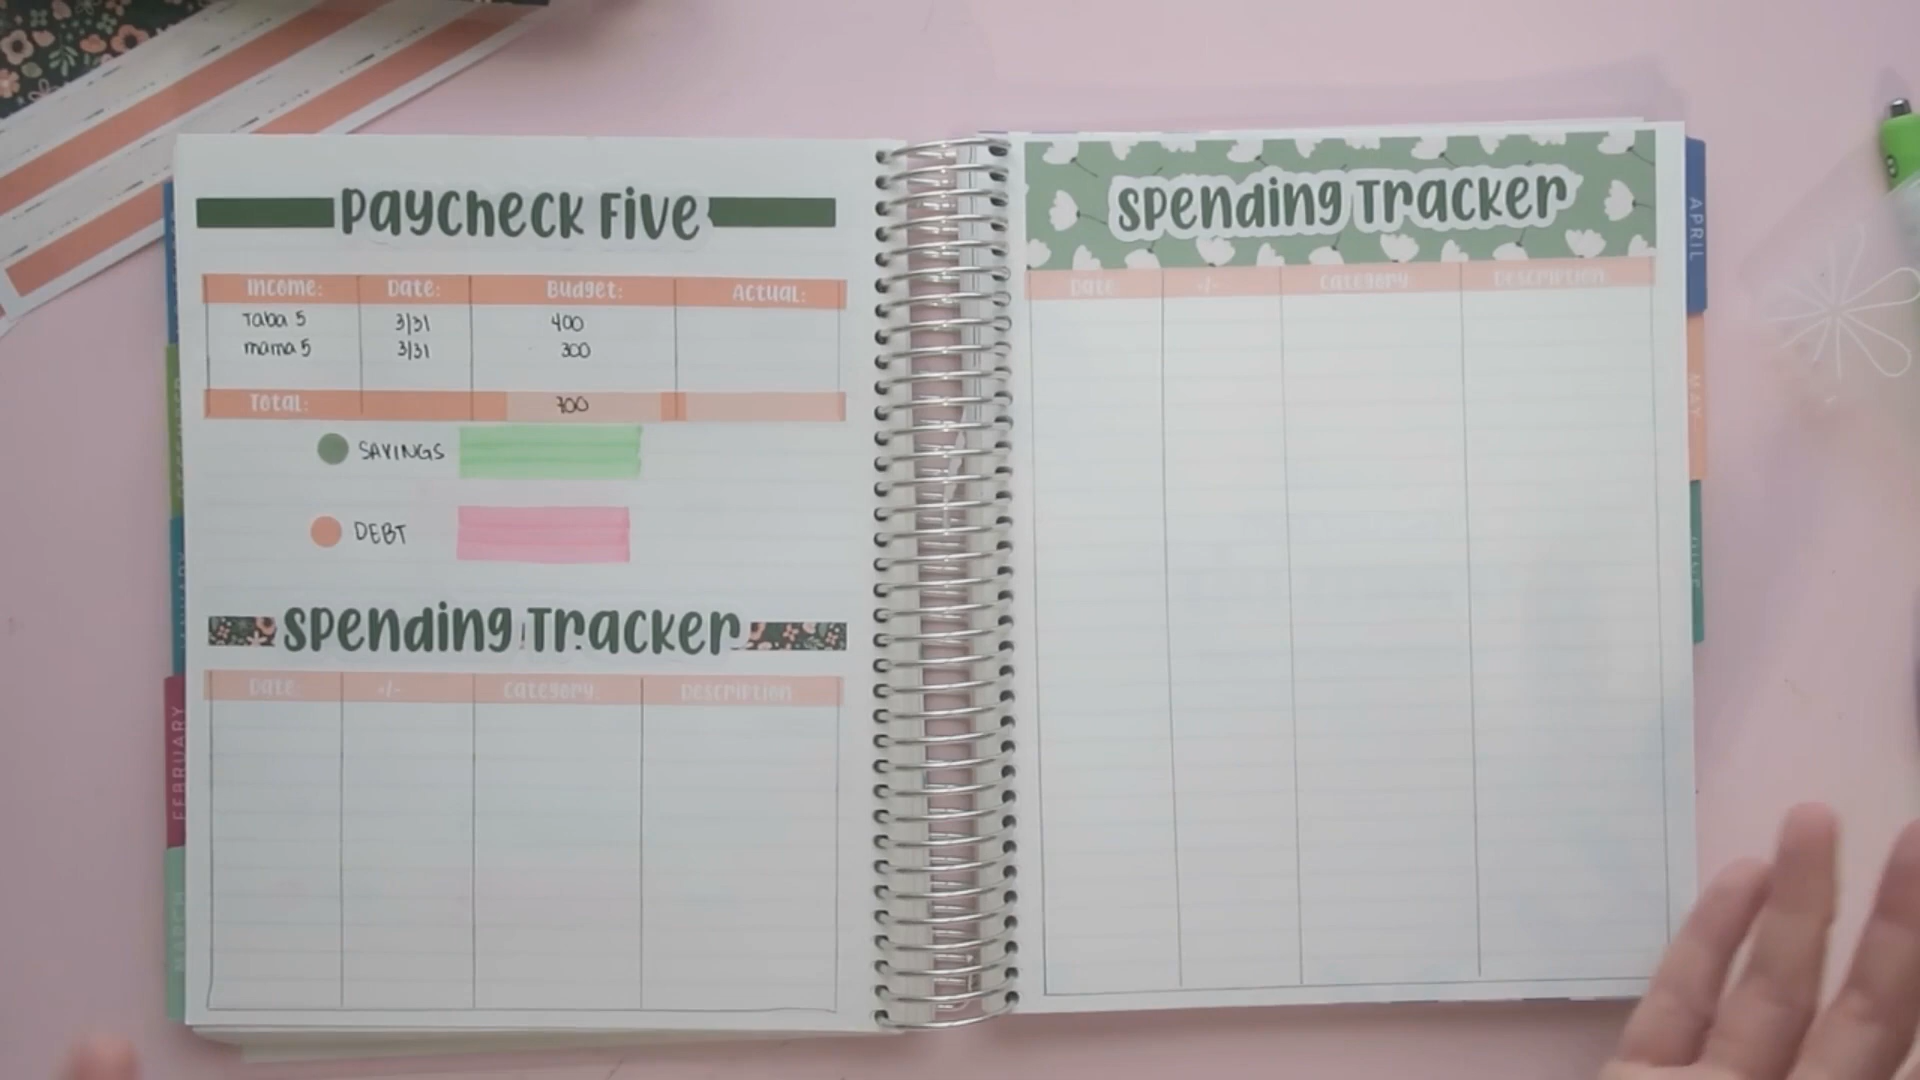 Paycheck Five
Income: Date: Budget: Actual:
Taba 5 3/31 400
mama 5 3/31 300
Total: 700
SAVINGS
DEBT
Spending Tracker
Date: +/- Category: Description:
Spending Tracker
Date: +/- Category: Description:
FEBRUARY
MARCH
APRIL
MAY
JUNE